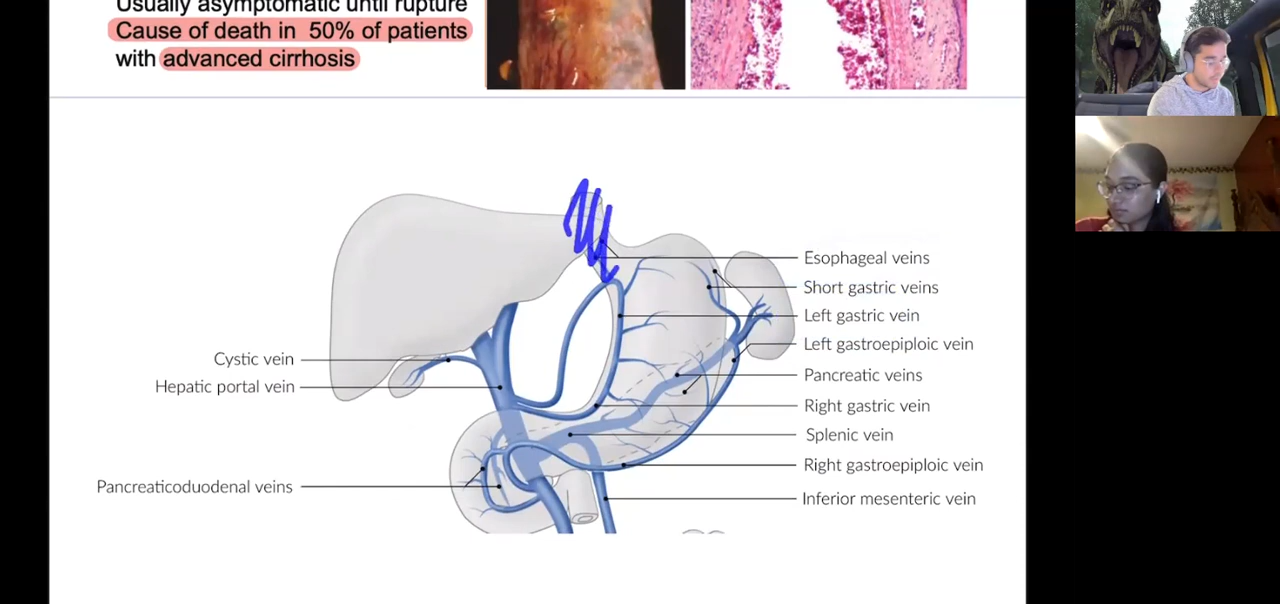 Usually asymptomatic until rupture
Cause of death in 50% of patients
with advanced cirrhosis
Esophageal veins
Short gastric veins
Left gastric vein
Left gastroepiploic vein
Cystic vein
Pancreatic veins
Hepatic portal vein
Right gastric vein
Splenic vein
Right gastroepiploic vein
Pancreaticoduodenal veins
Inferior mesenteric vein